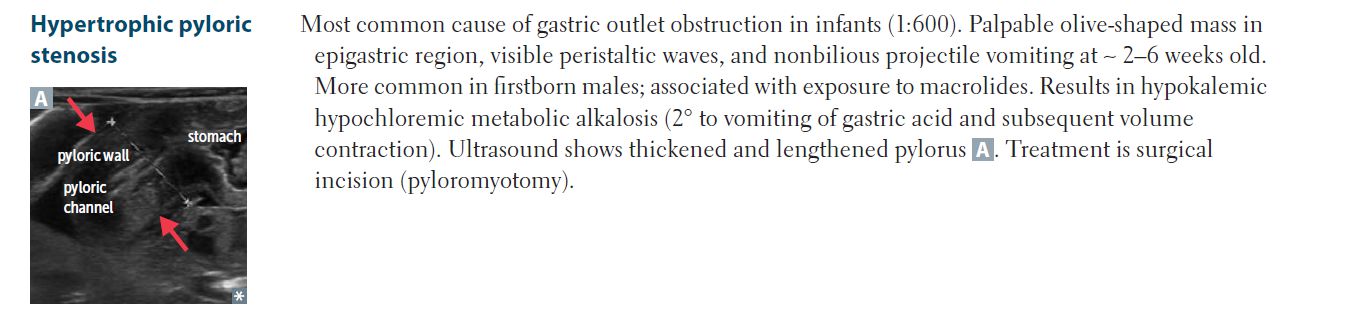 Hypertrophic pyloric
stenosis
A
stomach
pyloric wall
pyloric
channel
*
Most common cause of gastric outlet obstruction in infants (1:600). Palpable olive-shaped mass in
epigastric region, visible peristaltic waves, and nonbilious projectile vomiting at ~ 2–6 weeks old.
More common in firstborn males; associated with exposure to macrolides. Results in hypokalemic
hypochloremic metabolic alkalosis (2° to vomiting of gastric acid and subsequent volume
contraction). Ultrasound shows thickened and lengthened pylorus A. Treatment is surgical
incision (pyloromyotomy).